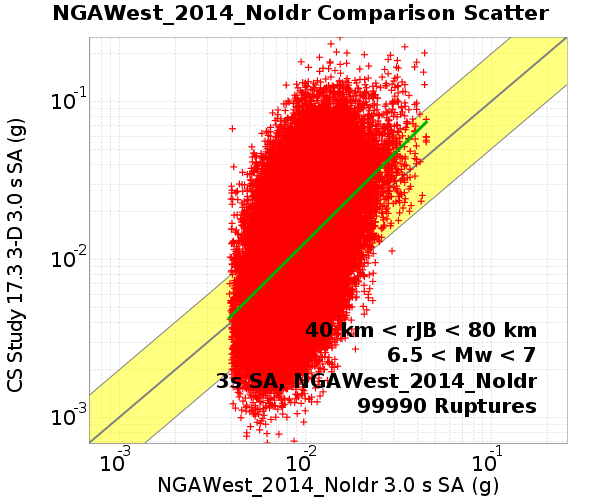 NGAWest_2014_NoIdr Comparison Scatter
CS Study 17.3 3-D 3.0 s SA (g)
10-1
10-2
10-3
40 km < rJB < 80 km
6.5 < Mw < 7
3s SA, NGAWest_2014_NoIdr
99990 Ruptures
10-3 10-2 10-1
NGAWest_2014_NoIdr 3.0 s SA (g)